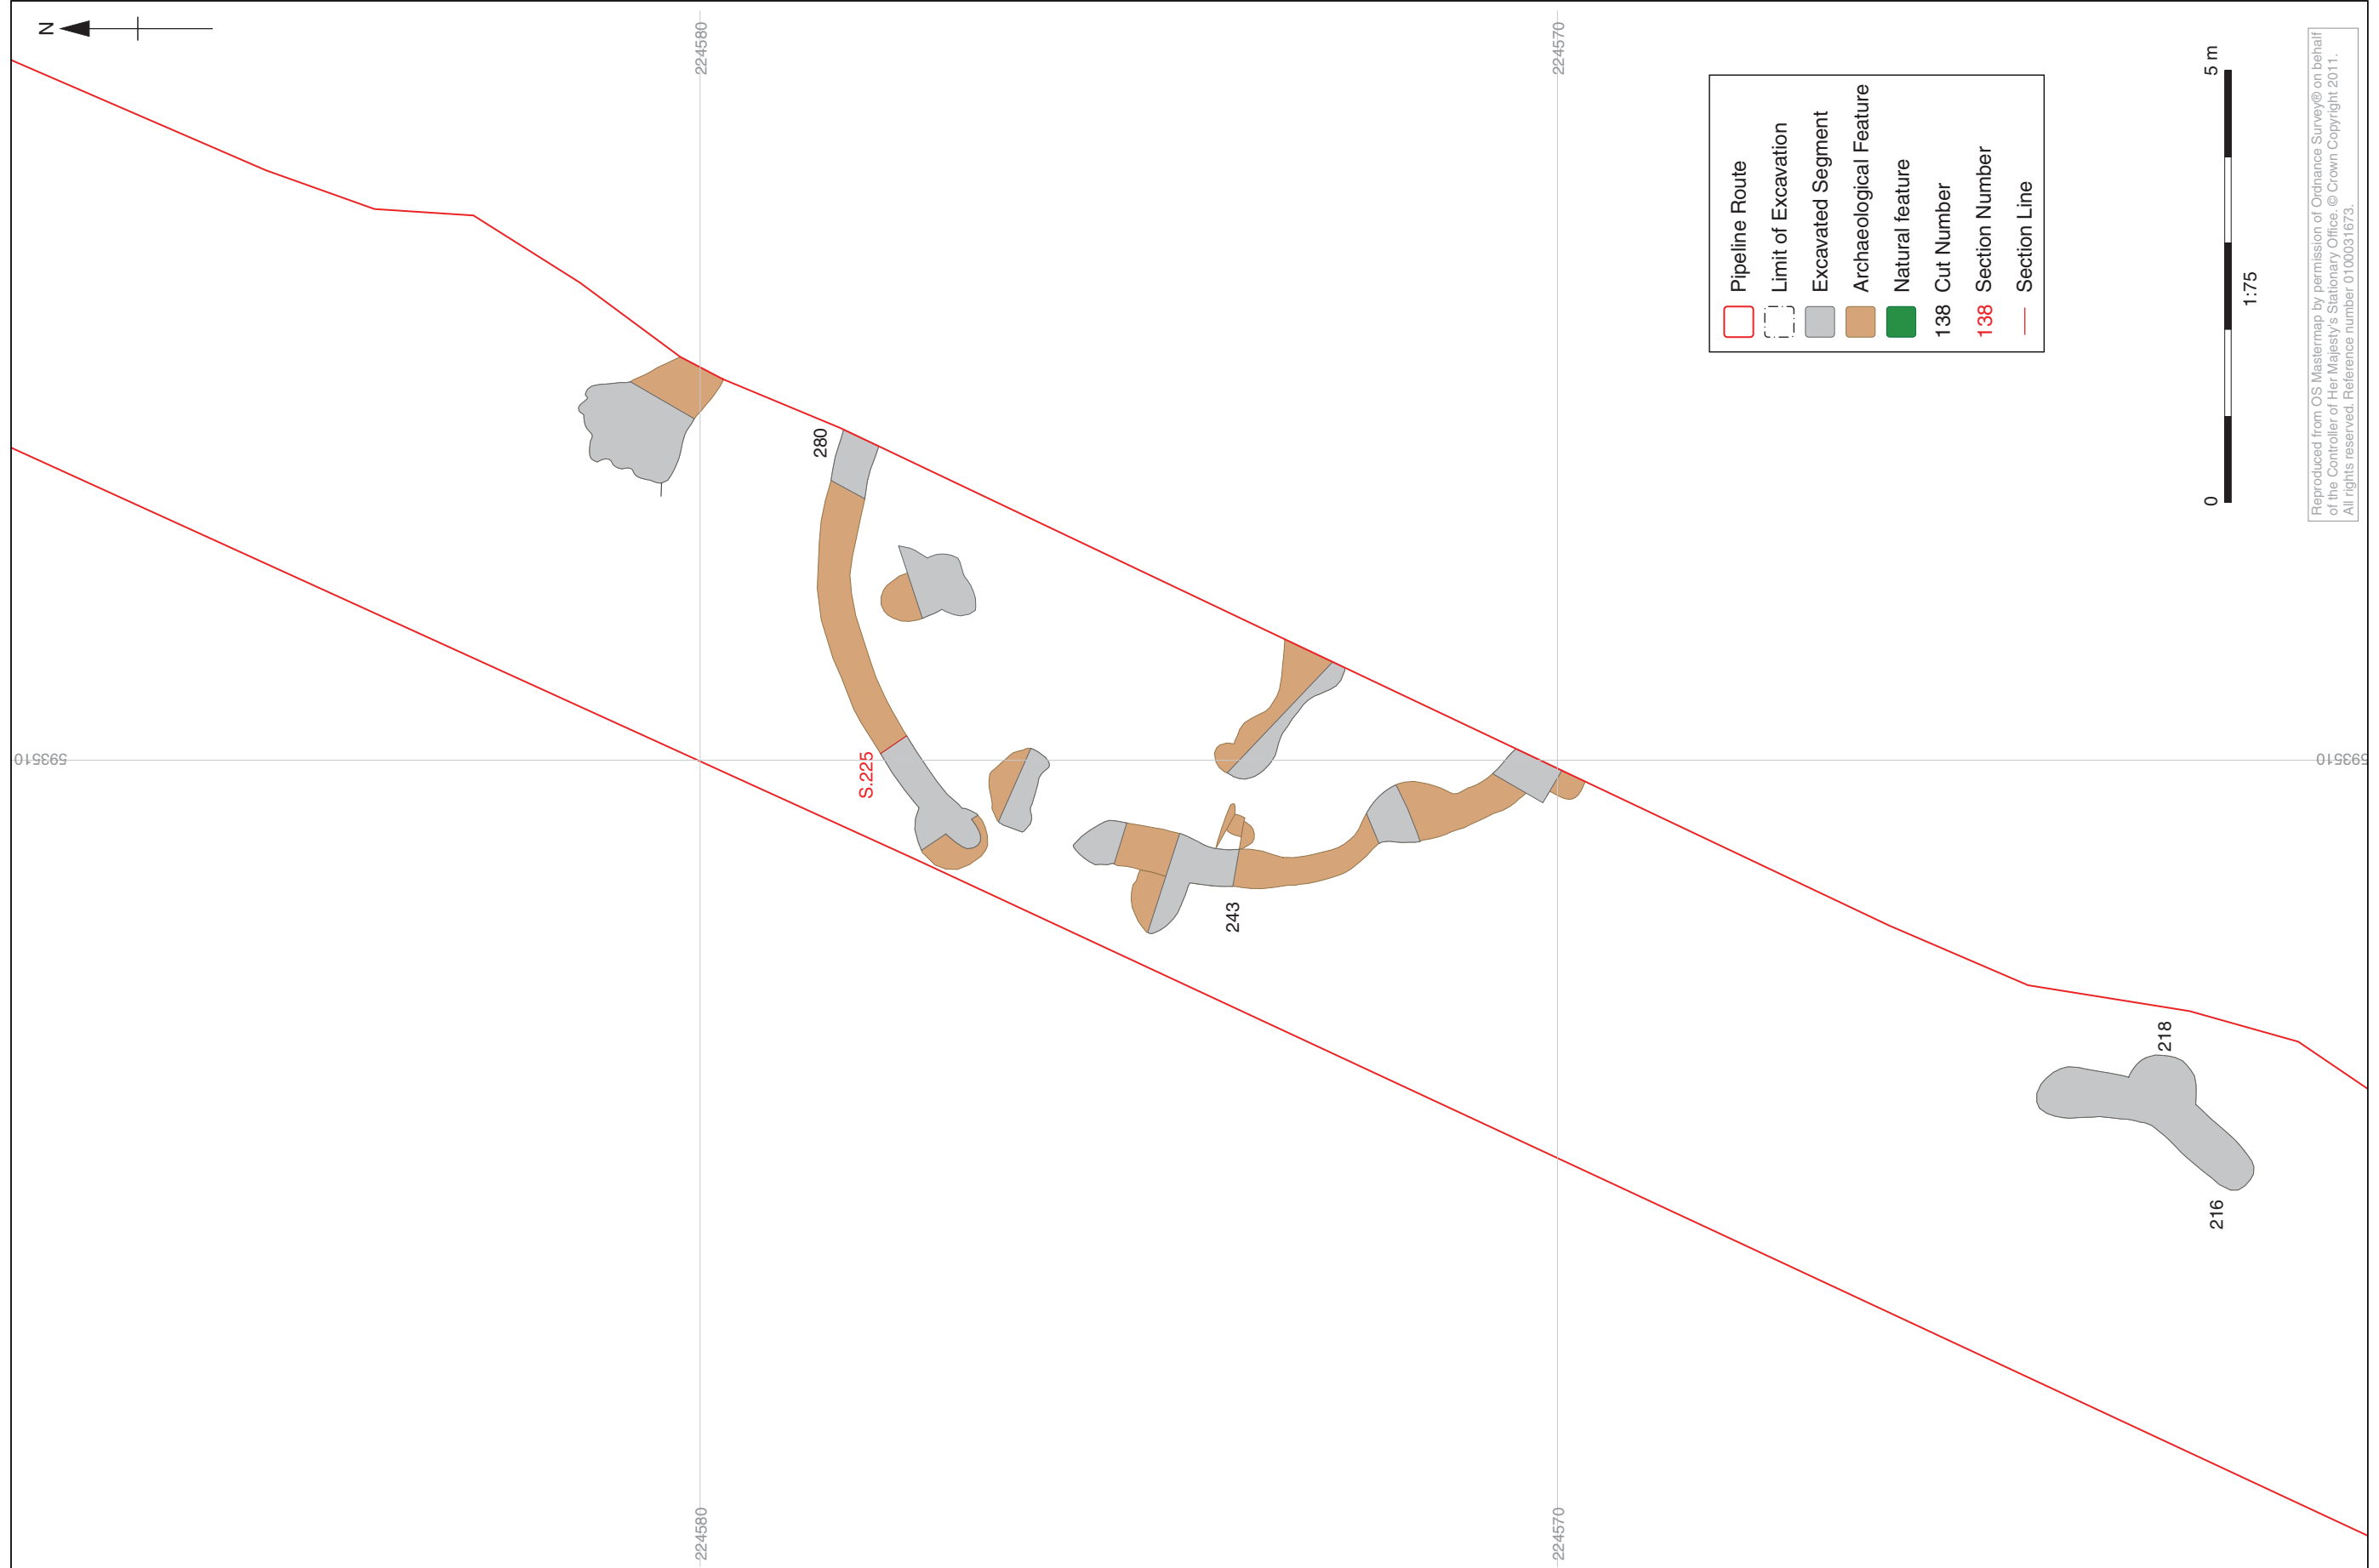 N
224580
224570
593510
593510
280
S.225
243
218
216
224580
224570
Pipeline Route
Limit of Excavation
Excavated Segment
Archaeological Feature
Natural feature
138 Cut Number
138 Section Number
Section Line
0 5 m
1:75
Reproduced from OS Mastermap by permission of Ordnance Survey® on behalf
of the Controller of Her Majesty's Stationary Office. © Crown Copyright 2011.
All rights reserved. Reference number 0100031673.